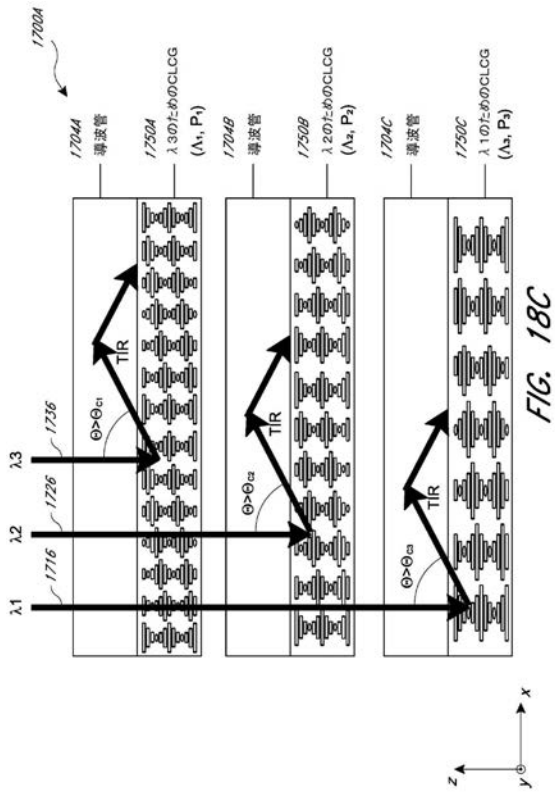 1700A
λ1
λ2
λ3
1716
1726
1736
1704A
導波管
1750A
λ3のためのCLCG
(Λ1, P1)
Θ>ΘC1
TIR
1704B
導波管
1750B
λ2のためのCLCG
(Λ2, P2)
Θ>ΘC2
TIR
1704C
導波管
1750C
λ1のためのCLCG
(Λ3, P3)
Θ>ΘC3
TIR
z
y
x
FIG. 18C